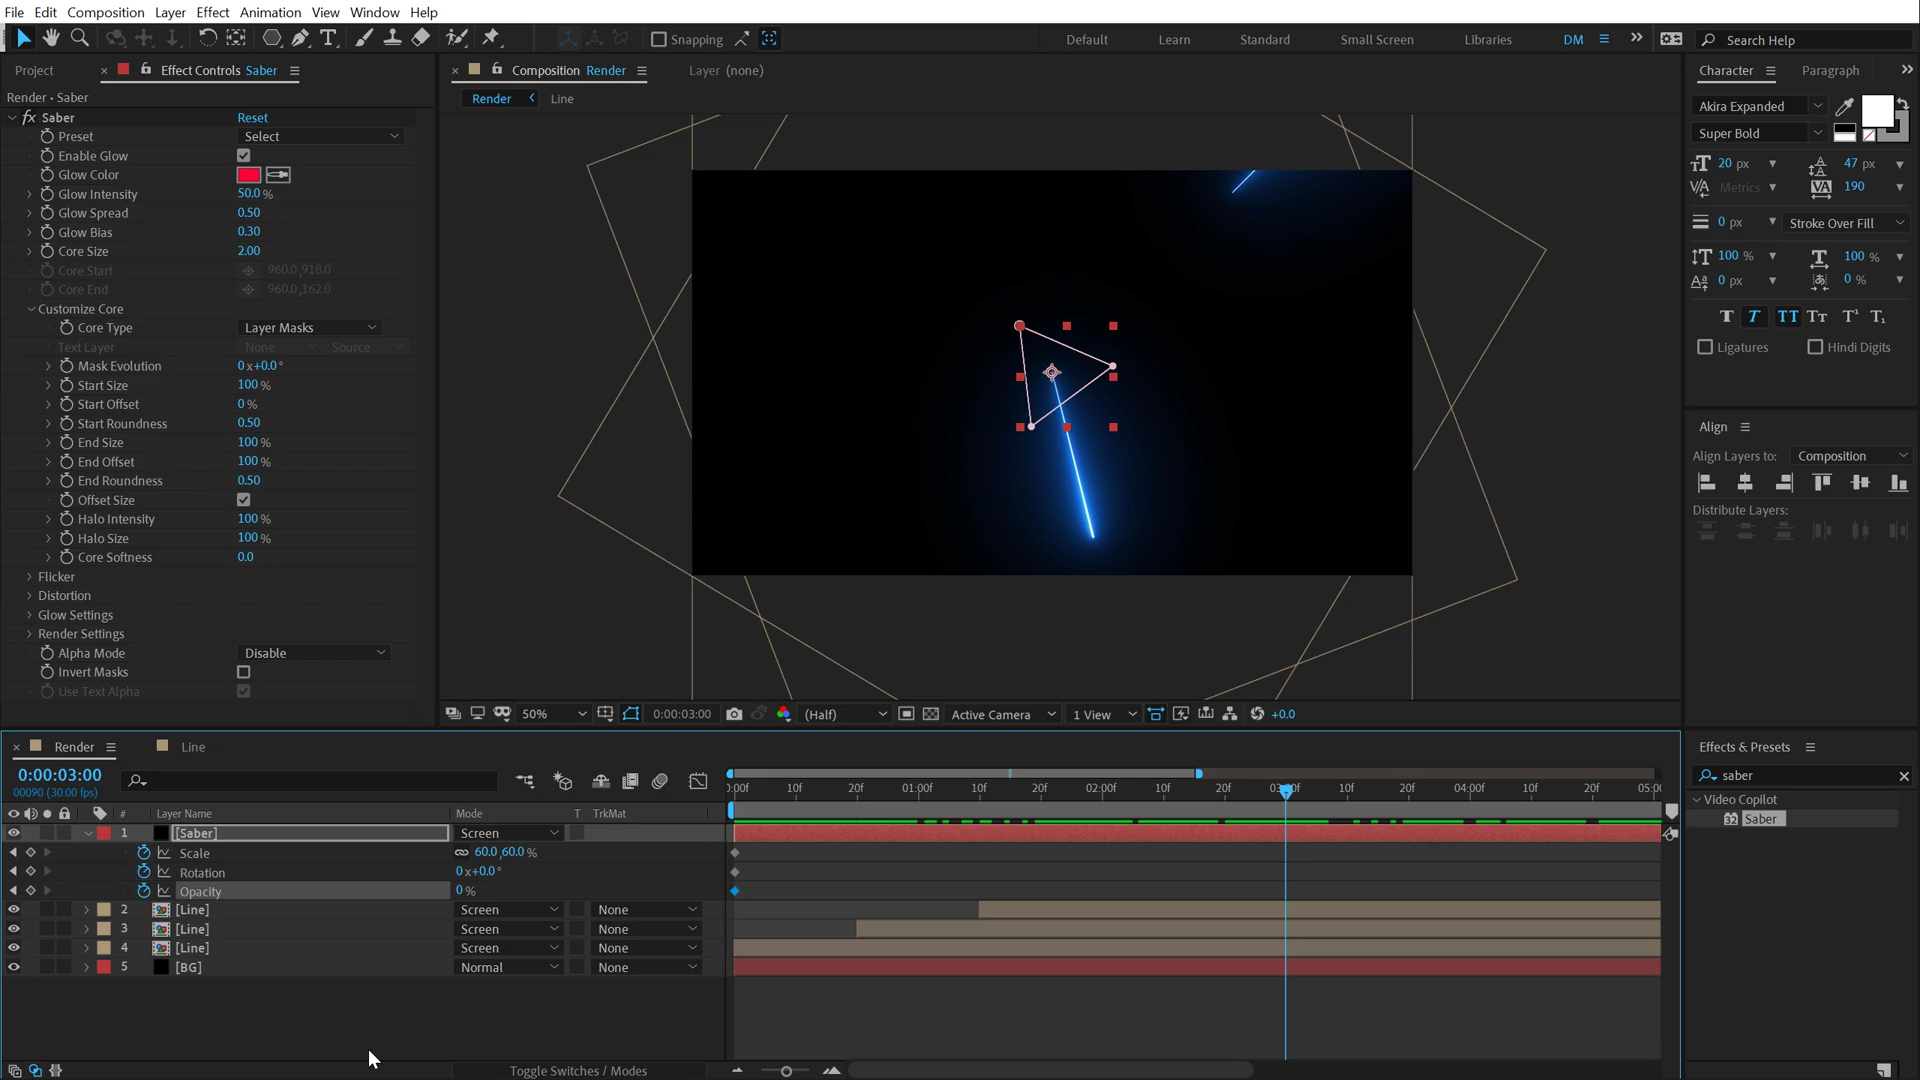 File Edit Composition Layer Effect Animation View Window Help
Snapping Default Learn Standard Small Screen Libraries DM Search Help
Project Effect Controls Saber Composition Render Layer (none) Character Paragraph
Render • Saber Render Line
fx Saber Reset
Preset Select
Enable Glow
Glow Color
Glow Intensity 50.0 %
Glow Spread 0.50
Glow Bias 0.30
Core Size 2.00
Core Start 960.0,918.0
Core End 960.0,162.0
Customize Core
Core Type Layer Masks
Text Layer None Source
Mask Evolution 0x+0.0°
Start Size 100 %
Start Offset 0 %
Start Roundness 0.50
End Size 100 %
End Offset 100 %
End Roundness 0.50
Offset Size
Halo Intensity 100 %
Halo Size 100 %
Core Softness 0.0
Flicker
Distortion
Glow Settings
Render Settings
Alpha Mode Disable
Invert Masks
Use Text Alpha
Akira Expanded
Super Bold
20 px 47 px
Metrics 190
0 px Stroke Over Fill
100 % 100 %
0 px 0 %
T T TT Tt T¹ T₁
Ligatures Hindi Digits
Align
Align Layers to: Composition
Distribute Layers:
50% 0:00:03:00 (Half) Active Camera 1 View +0.0
Render Line
0:00:03:00
00090 (30.00 fps)
0:00f 10f 20f 01:00f 10f 20f 02:00f 10f 20f 10f 20f 04:00f 10f 20f 05:00
# Layer Name Mode T TrkMat
1 [Saber] Screen
Scale 60.0,60.0 %
Rotation 0x+0.0°
Opacity 0 %
2 [Line] Screen None
3 [Line] Screen None
4 [Line] Screen None
5 [BG] Normal None
Toggle Switches / Modes
Effects & Presets
saber
Video Copilot
32 Saber